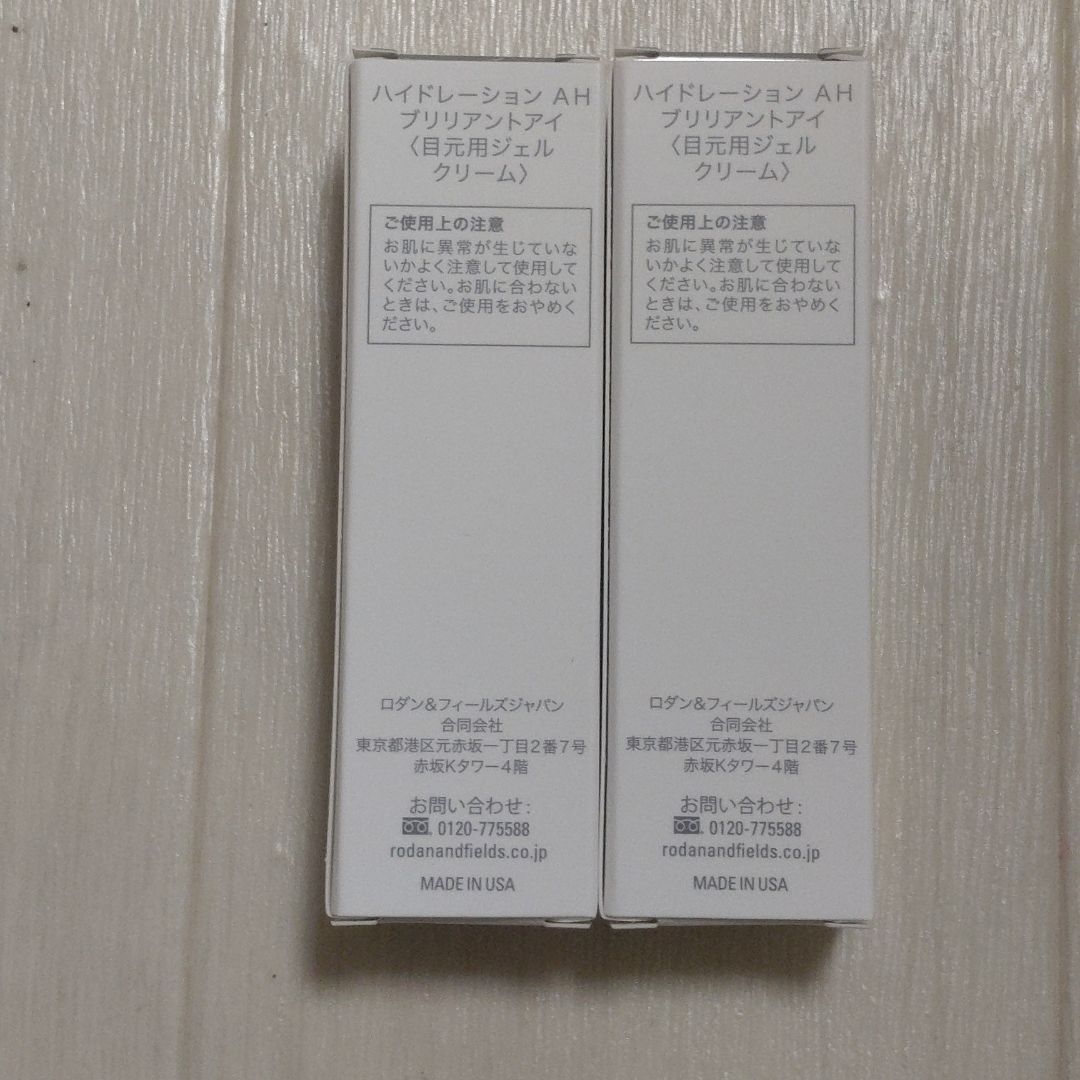 ハイドレーション AH
ブリリアントアイ
〈目元用ジェル
クリーム〉
ご使用上の注意
お肌に異常が生じていな
いかよく注意して使用して
ください。お肌に合わない
ときは、ご使用をおやめく
ださい。
ロダン&フィールズジャパン
合同会社
東京都港区元赤坂一丁目2番7号
赤坂Kタワー4階
お問い合わせ:
0120-775588
rodanandfields.co.jp
MADE IN USA
ハイドレーション AH
ブリリアントアイ
〈目元用ジェル
クリーム〉
ご使用上の注意
お肌に異常が生じていな
いかよく注意して使用して
ください。お肌に合わない
ときは、ご使用をおやめく
ださい。
ロダン&フィールズジャパン
合同会社
東京都港区元赤坂一丁目2番7号
赤坂Kタワー4階
お問い合わせ:
0120-775588
rodanandfields.co.jp
MADE IN USA